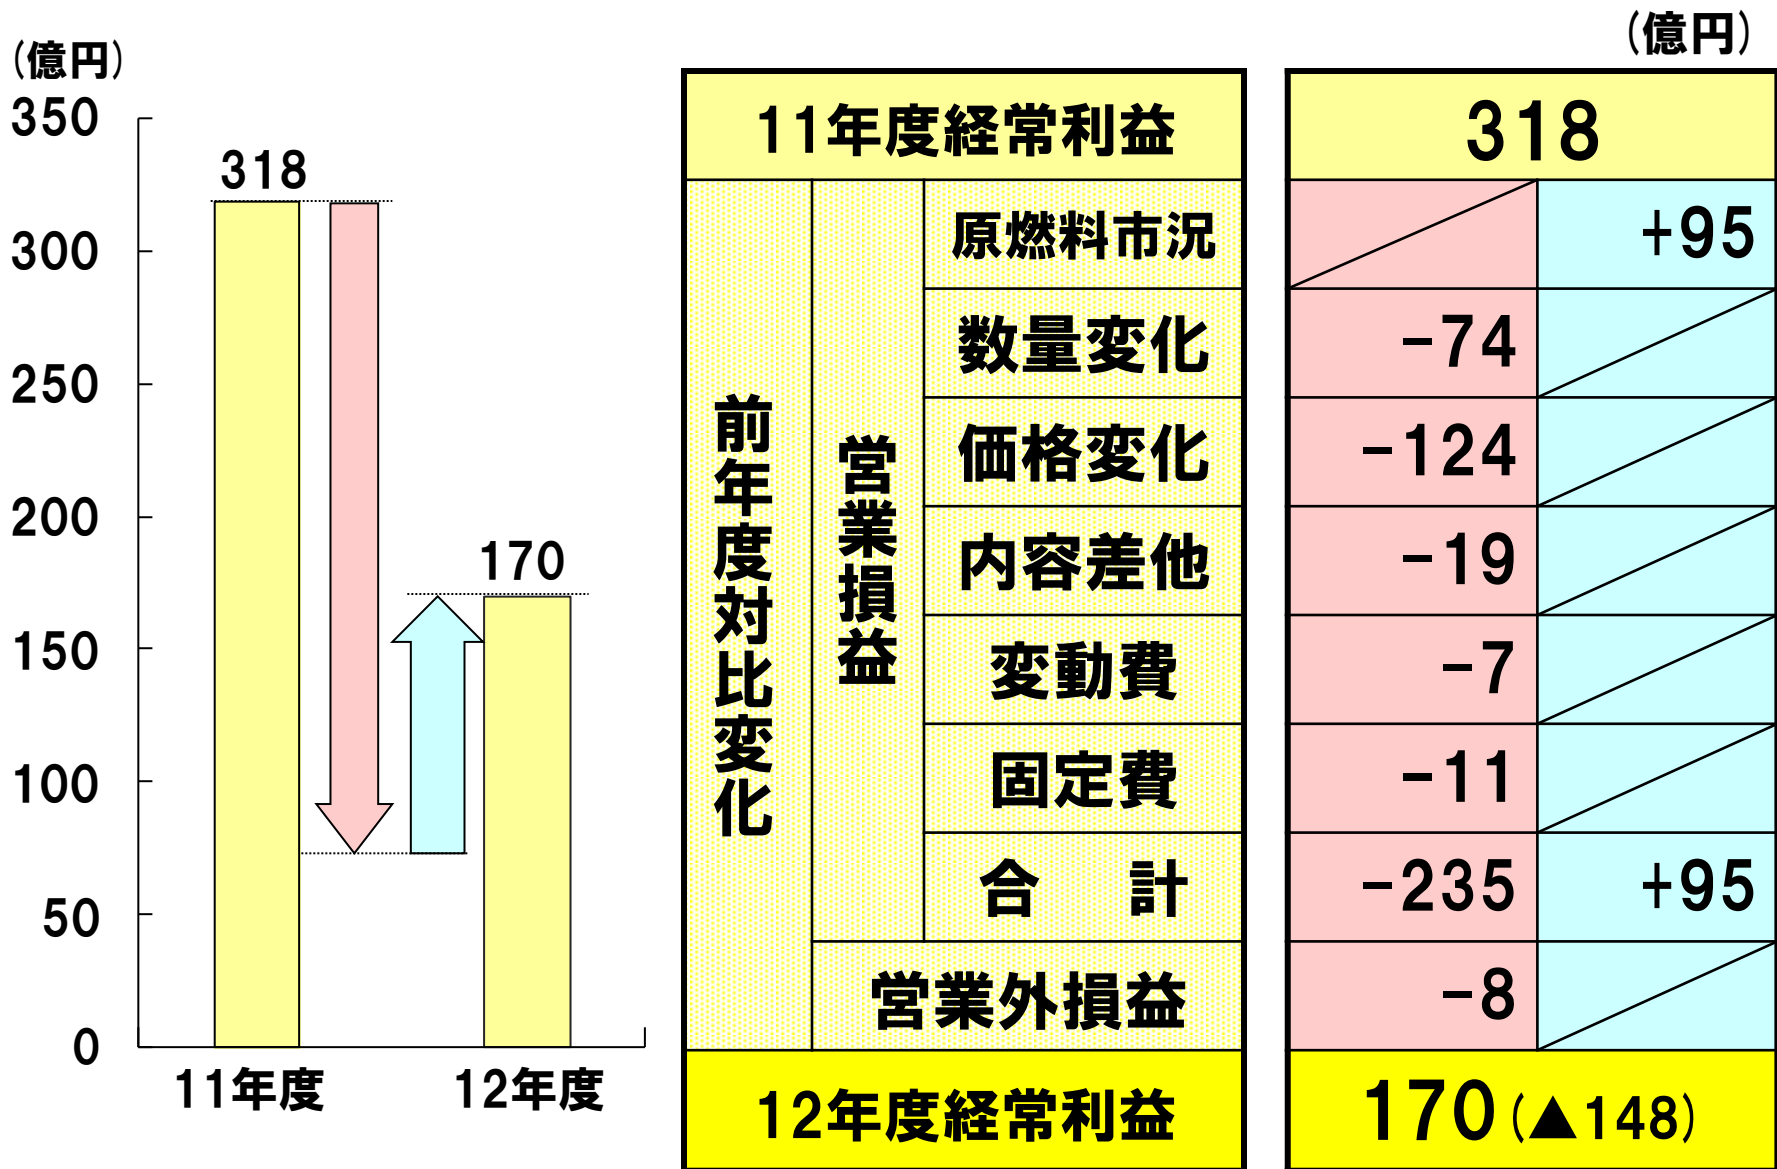 (億円)
350
300
250
200
150
100
50
0
318
170
11年度
12年度
(億円)
11年度経常利益
318
前年度対比変化
営業損益
原燃料市況
+95
数量変化
-74
価格変化
-124
内容差他
-19
変動費
-7
固定費
-11
合 計
-235
+95
営業外損益
-8
12年度経常利益
170(▲148)